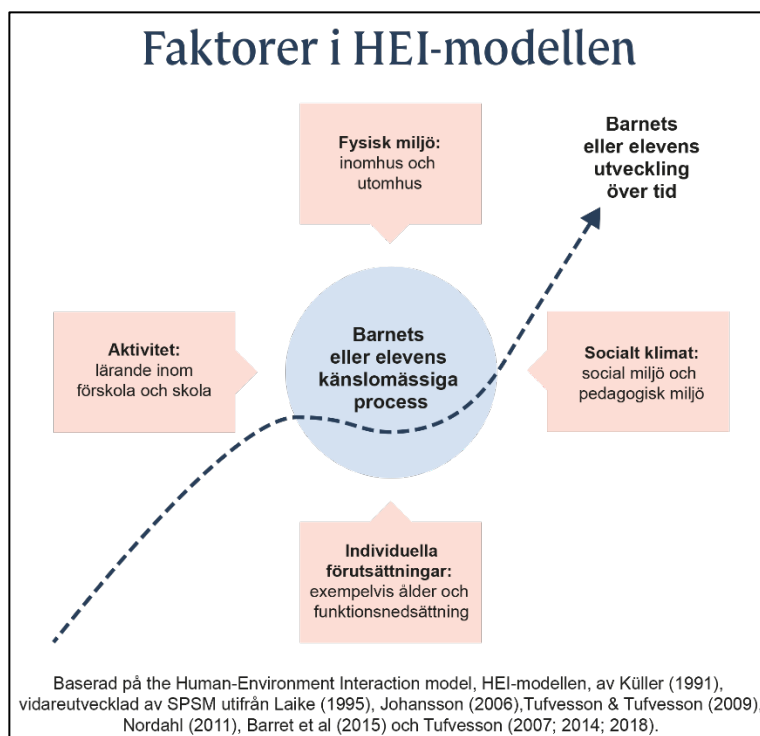 Faktorer i HEI-modellen
Fysisk miljö:
inomhus och
utomhus
Barnets
eller elevens
utveckling
över tid
Aktivitet:
lärande inom
förskola och skola
Barnets
eller elevens
känslomässiga
process
Socialt klimat:
social miljö och
pedagogisk miljö
Individuella
förutsättningar:
exempelvis ålder och
funktionsnedsättning
Baserad på the Human-Environment Interaction model, HEI-modellen, av Küller (1991),
vidareutvecklad av SPSM utifrån Laike (1995), Johansson (2006),Tufvesson & Tufvesson (2009),
Nordahl (2011), Barret et al (2015) och Tufvesson (2007; 2014; 2018).